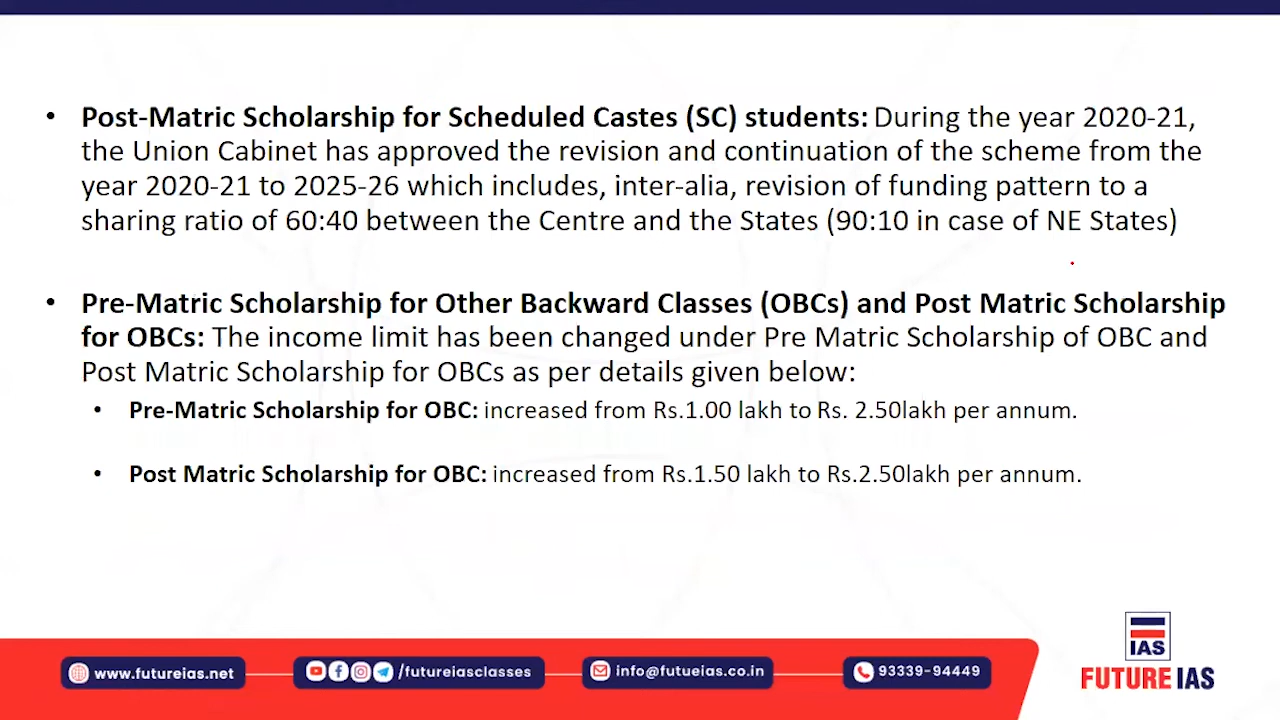 • Post-Matric Scholarship for Scheduled Castes (SC) students: During the year 2020-21,
the Union Cabinet has approved the revision and continuation of the scheme from the
year 2020-21 to 2025-26 which includes, inter-alia, revision of funding pattern to a
sharing ratio of 60:40 between the Centre and the States (90:10 in case of NE States)
• Pre-Matric Scholarship for Other Backward Classes (OBCs) and Post Matric Scholarship
for OBCs: The income limit has been changed under Pre Matric Scholarship of OBC and
Post Matric Scholarship for OBCs as per details given below:
• Pre-Matric Scholarship for OBC: increased from Rs.1.00 lakh to Rs. 2.50lakh per annum.
• Post Matric Scholarship for OBC: increased from Rs.1.50 lakh to Rs.2.50lakh per annum.
IAS
FUTURE IAS
www.futureias.net
/futureiasclasses
info@futueias.co.in
93339-94449